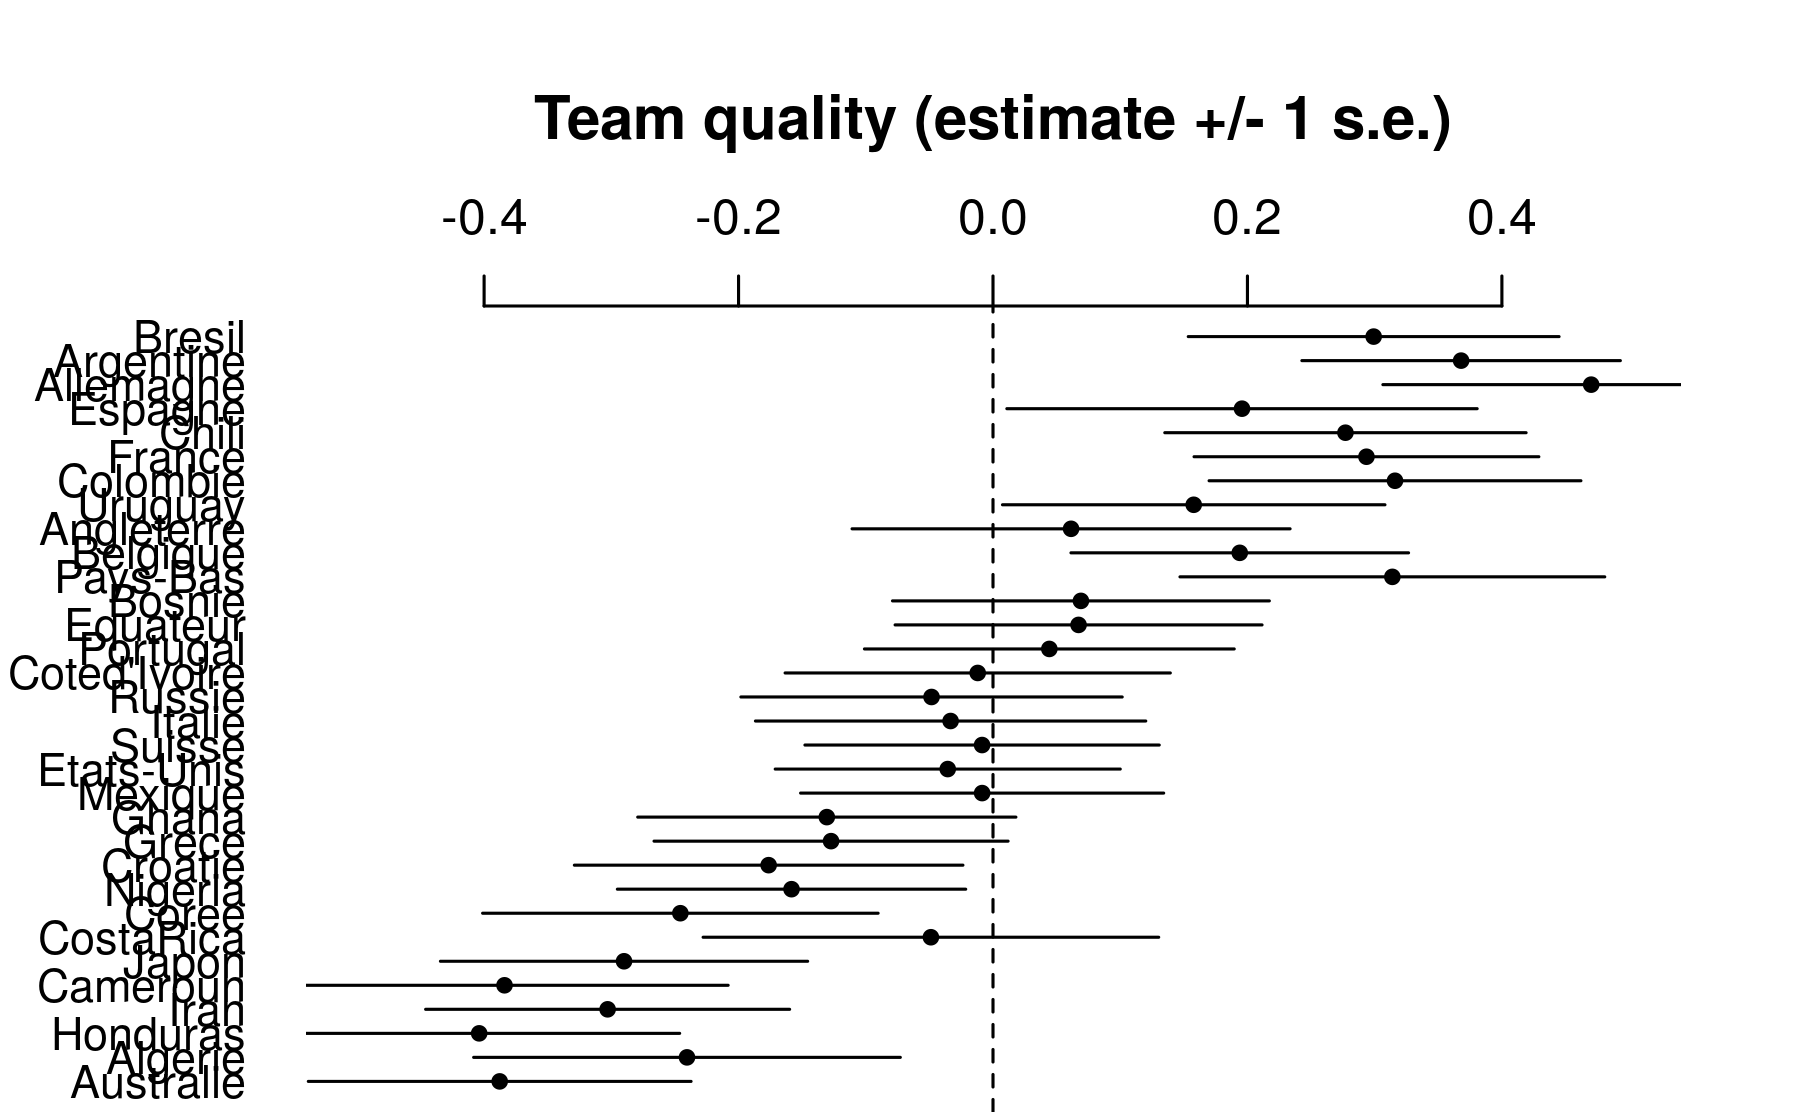 Team quality (estimate +/- 1 s.e.)
-0.4 -0.2 0.0 0.2 0.4
Bresil
Argentine
Allemagne
Espagne
Chili
France
Colombie
Uruguay
Angleterre
Belgique
Pays-Bas
Bosnie
Equateur
Portugal
Coted'Ivoire
Russie
Italie
Suisse
Etats-Unis
Mexique
Ghana
Grece
Croatie
Nigeria
Coree
CostaRica
Japon
Cameroun
Iran
Honduras
Algerie
Australie